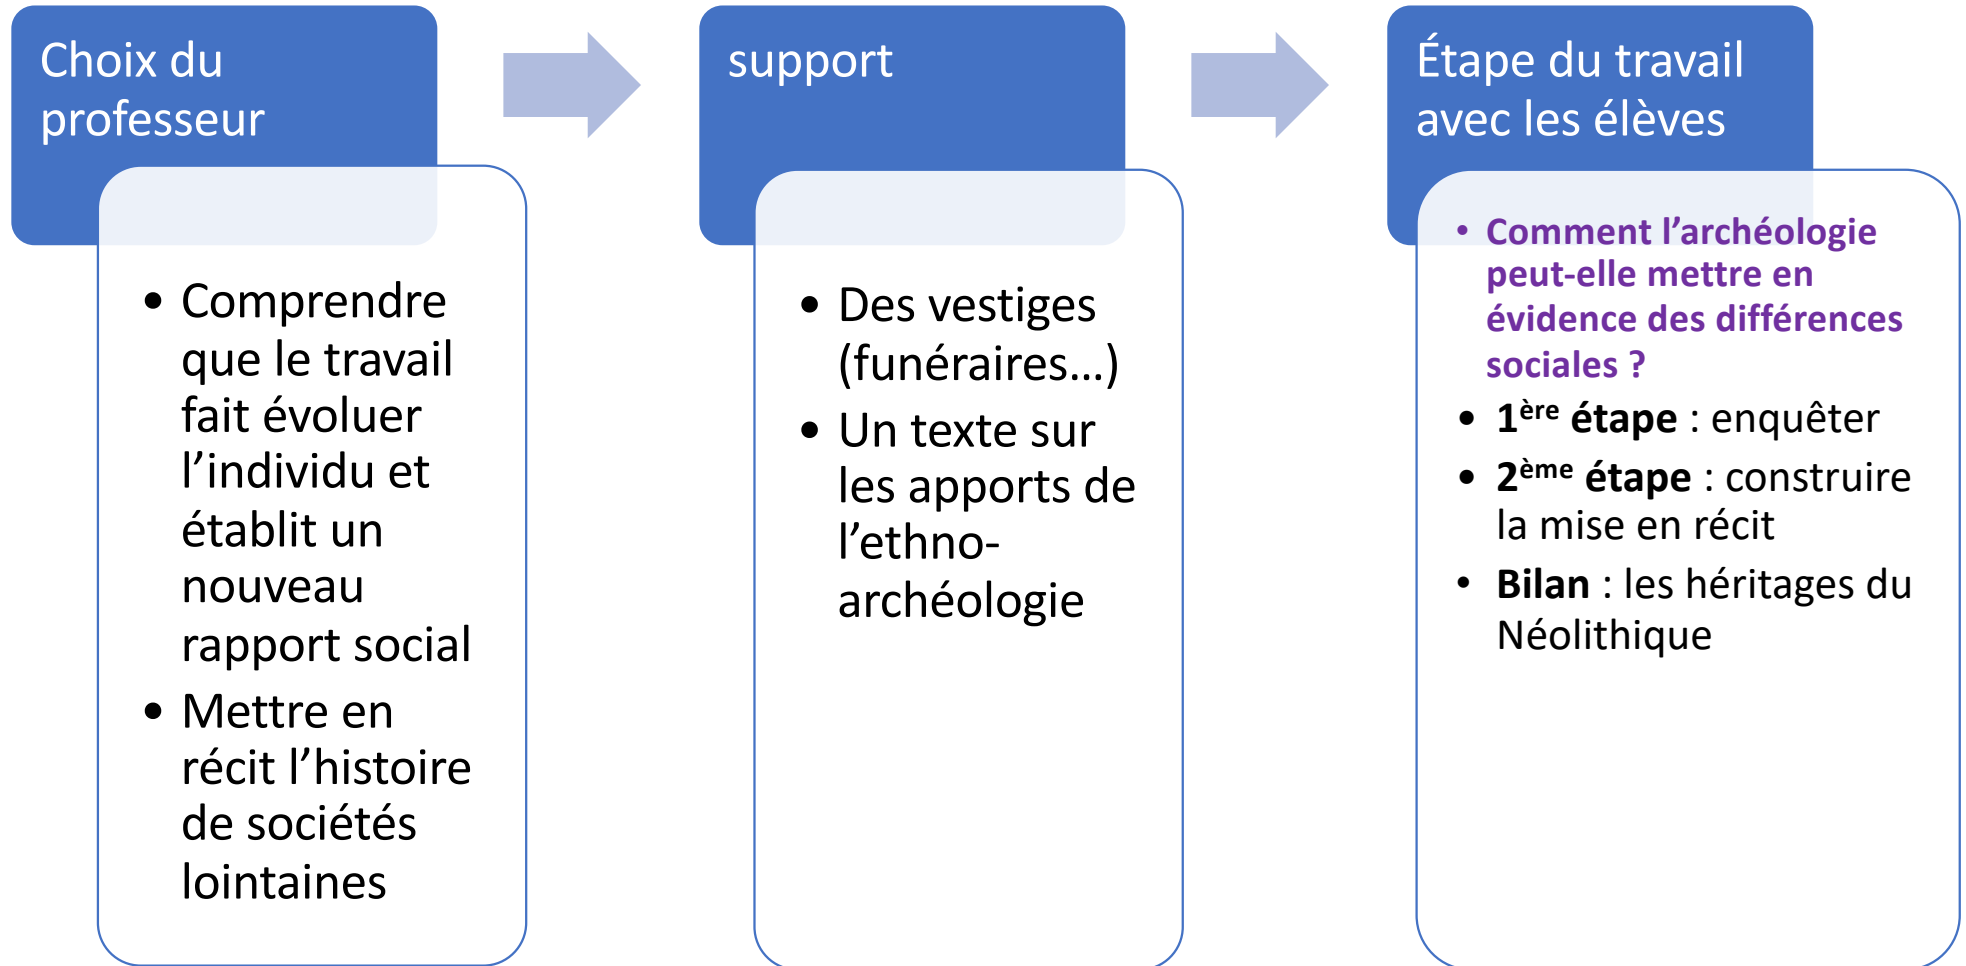 Choix du
professeur
• Comprendre
que le travail
fait évoluer
l’individu et
établit un
nouveau
rapport social
• Mettre en
récit l’histoire
de sociétés
lointaines
support
• Des vestiges
(funéraires…)
• Un texte sur
les apports de
l’ethno-
archéologie
Étape du travail
avec les élèves
• Comment l’archéologie
peut-elle mettre en
évidence des différences
sociales ?
• 1ère étape : enquêter
• 2ème étape : construire
la mise en récit
• Bilan : les héritages du
Néolithique